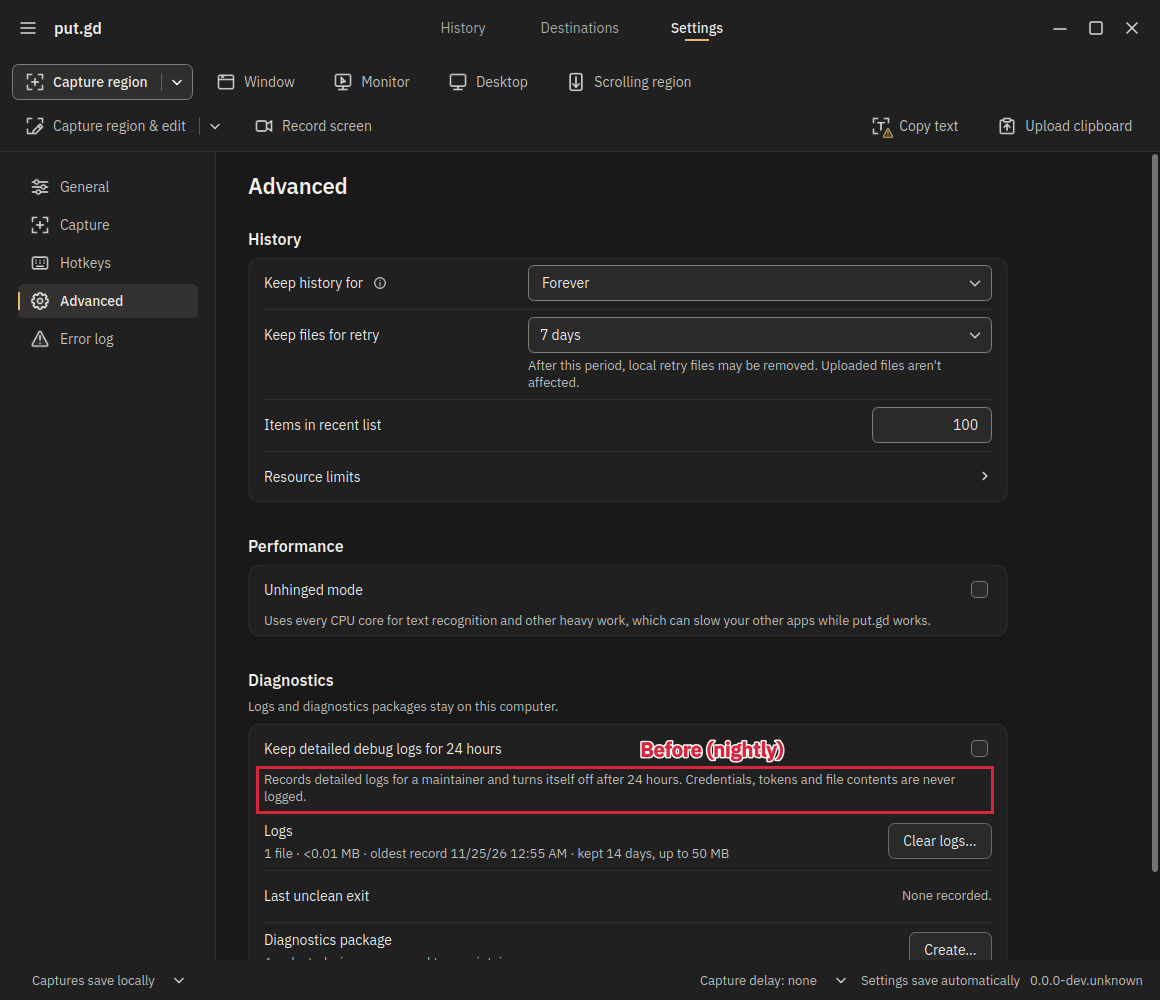 put.gd
History
Destinations
Settings
Capture region
Window
Monitor
Desktop
Scrolling region
Capture region & edit
Record screen
Copy text
Upload clipboard
General
Capture
Hotkeys
Advanced
Error log
Advanced
History
Keep history for
Forever
Keep files for retry
7 days
After this period, local retry files may be removed. Uploaded files aren't
affected.
Items in recent list
100
Resource limits
Performance
Unhinged mode
Uses every CPU core for text recognition and other heavy work, which can slow your other apps while put.gd works.
Diagnostics
Logs and diagnostics packages stay on this computer.
Keep detailed debug logs for 24 hours
Before (nightly)
Records detailed logs for a maintainer and turns itself off after 24 hours. Credentials, tokens and file contents are never
logged.
Logs
1 file · <0.01 MB · oldest record 11/25/26 12:55 AM · kept 14 days, up to 50 MB
Clear logs...
Last unclean exit
None recorded.
Diagnostics package
Create...
Captures save locally
Capture delay: none
Settings save automatically
0.0.0-dev.unknown